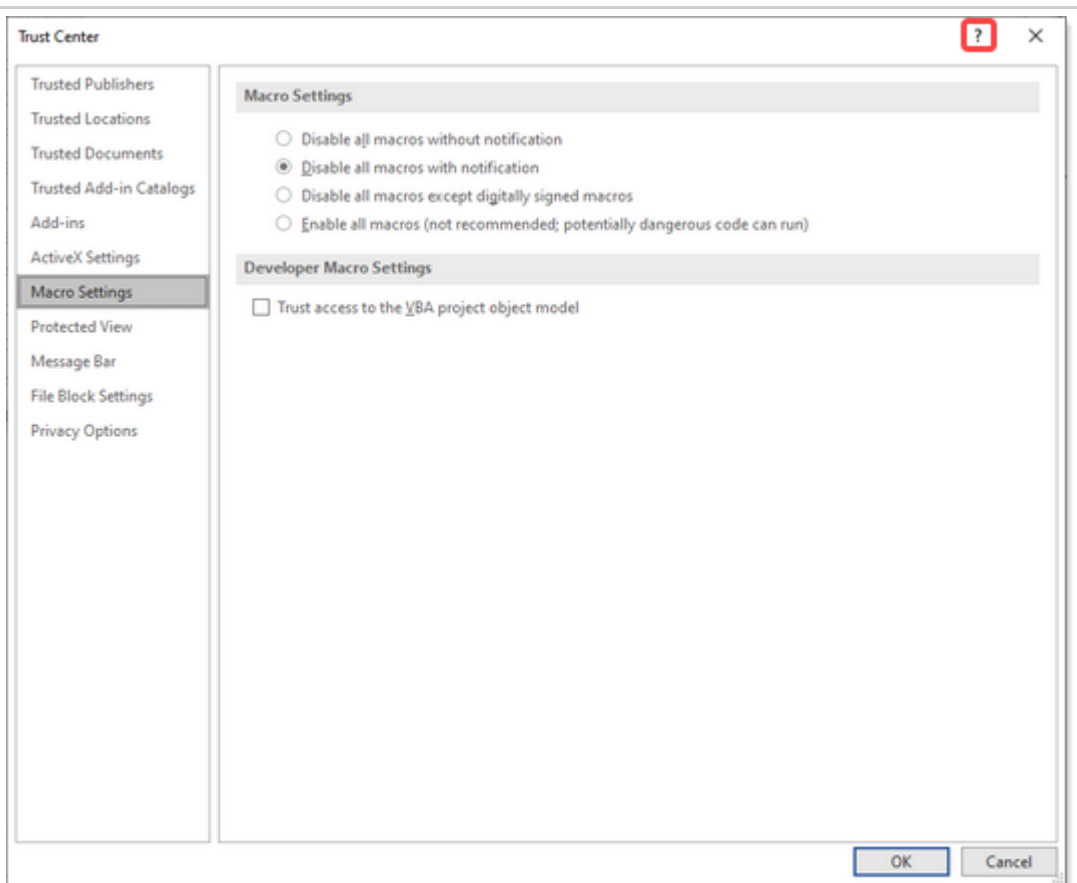 Trust Center
?
Trusted Publishers
Trusted Locations
Trusted Documents
Trusted Add-in Catalogs
Add-ins
ActiveX Settings
Macro Settings
Protected View
Message Bar
File Block Settings
Privacy Options
Macro Settings
Disable all macros without notification
Disable all macros with notification
Disable all macros except digitally signed macros
Enable all macros (not recommended; potentially dangerous code can run)
Developer Macro Settings
Trust access to the VBA project object model
OK
Cancel